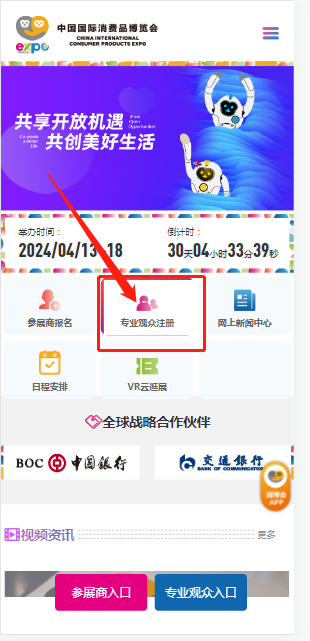 expo
中国国际消费品博览会
CHINA INTERNATIONAL
CONSUMER PRODUCTS EXPO
共享开放机遇
Share
Open
Opportunities
Co-create
a Better
Life
共创美好生活
举办时间：
2024/04/13-18
倒计时：
30天04小时33分39秒
参展商报名
专业观众注册
网上新闻中心
日程安排
VR云逛展
全球战略合作伙伴
BOC 中国银行
交通银行
BANK OF COMMUNICATIONS
消博会
APP
视频资讯
更多
参展商入口
专业观众入口